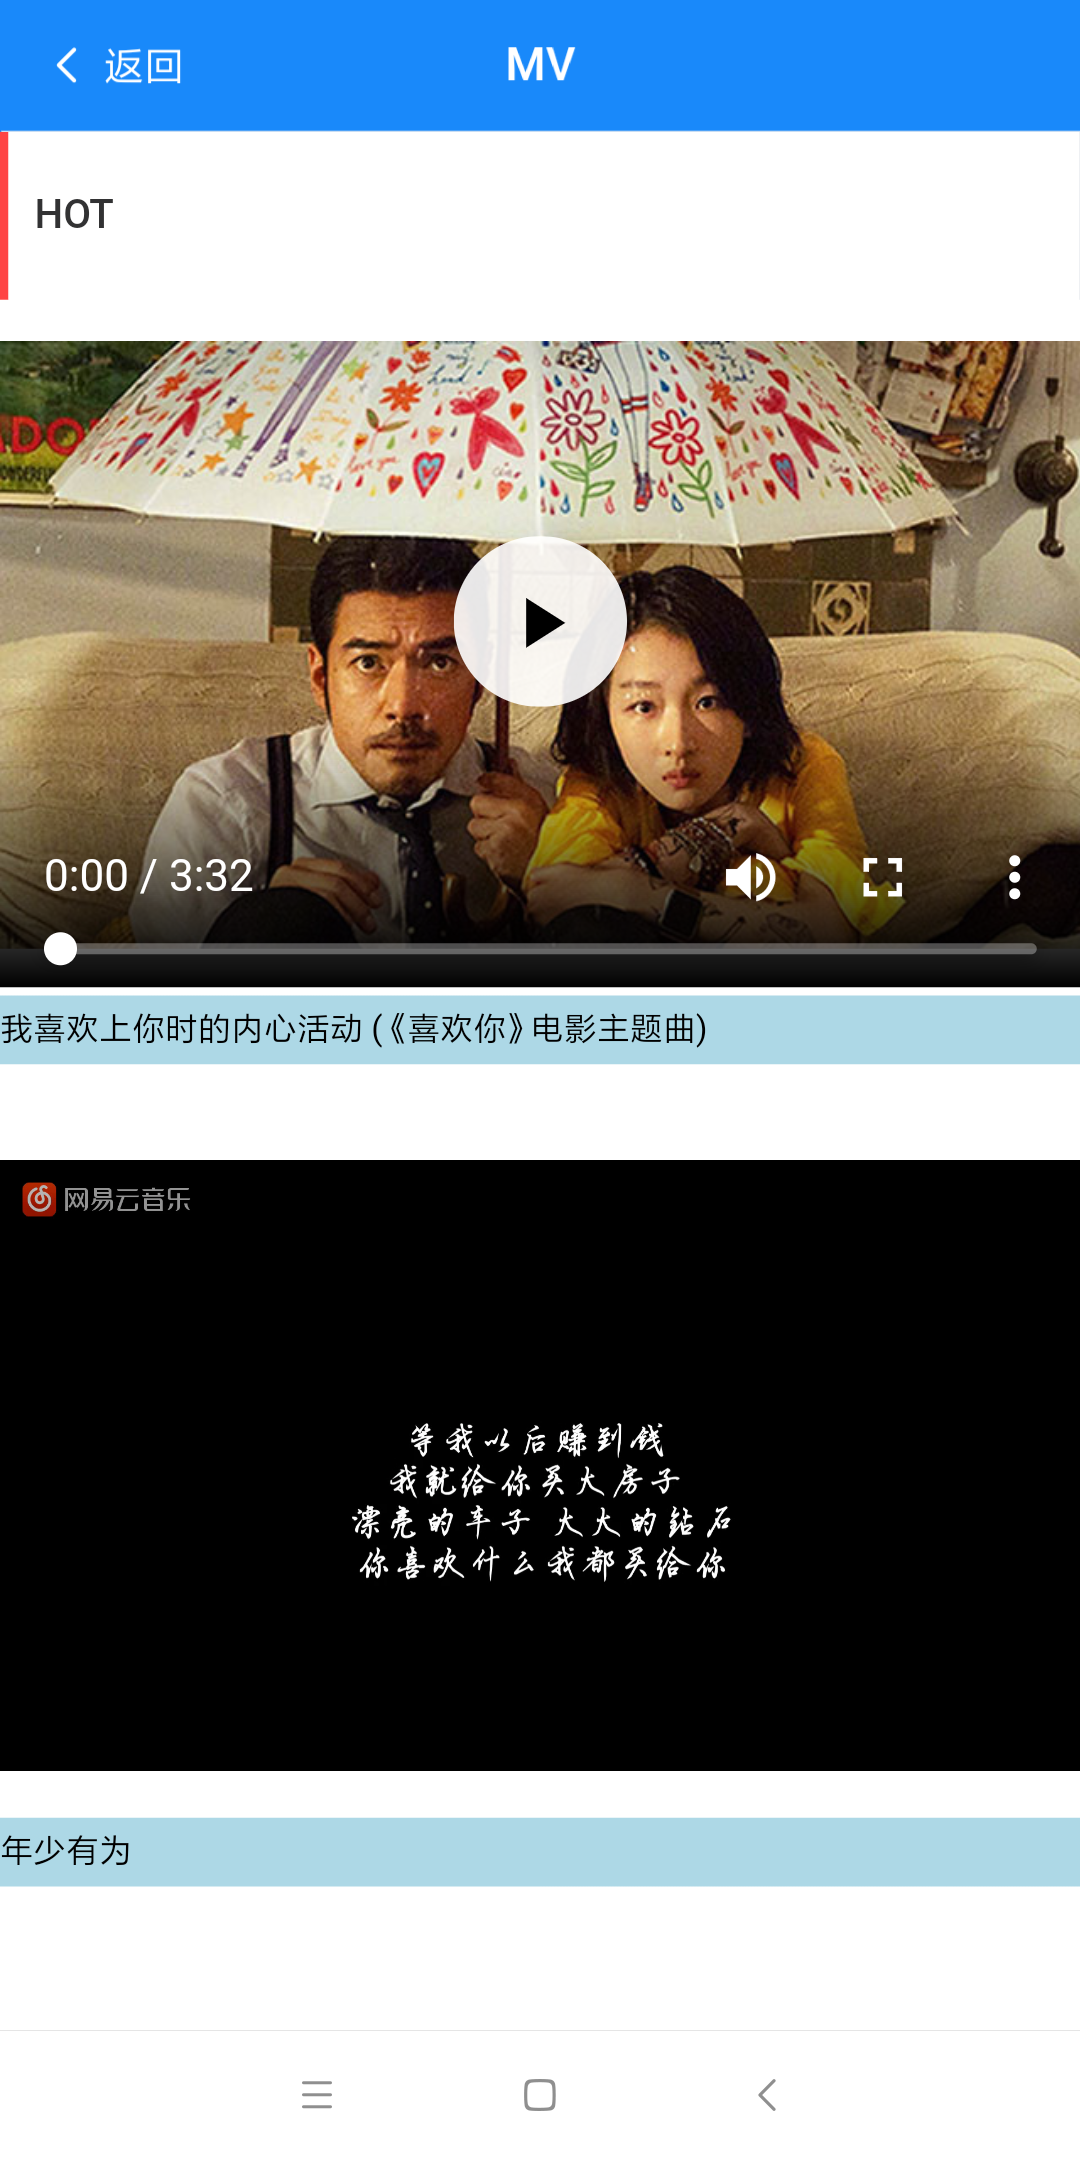 返回
MV
HOT
0:00 / 3:32
我喜欢上你时的内心活动 (《喜欢你》电影主题曲)
网易云音乐
等我以后赚到钱
我就给你买大房子
漂亮的车子 大大的钻石
你喜欢什么我都买给你
年少有为